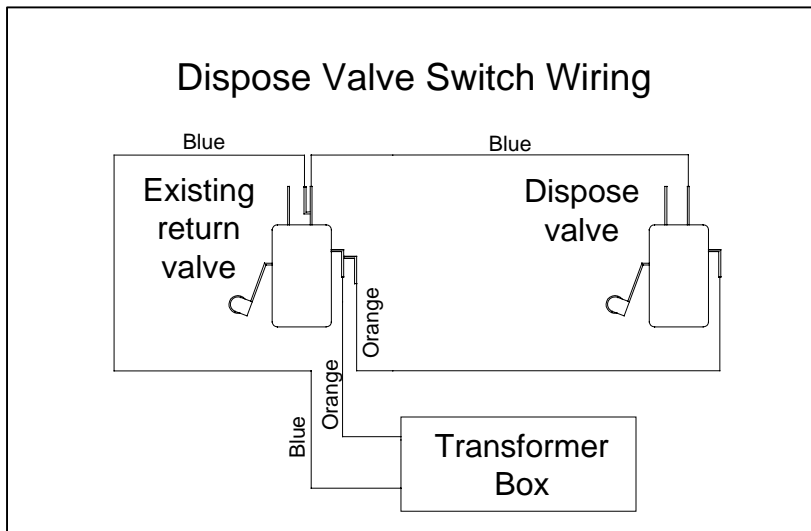 Dispose Valve Switch Wiring
Blue
Blue
Existing
return
valve
Dispose
valve
Orange
Orange
Blue
Transformer
Box